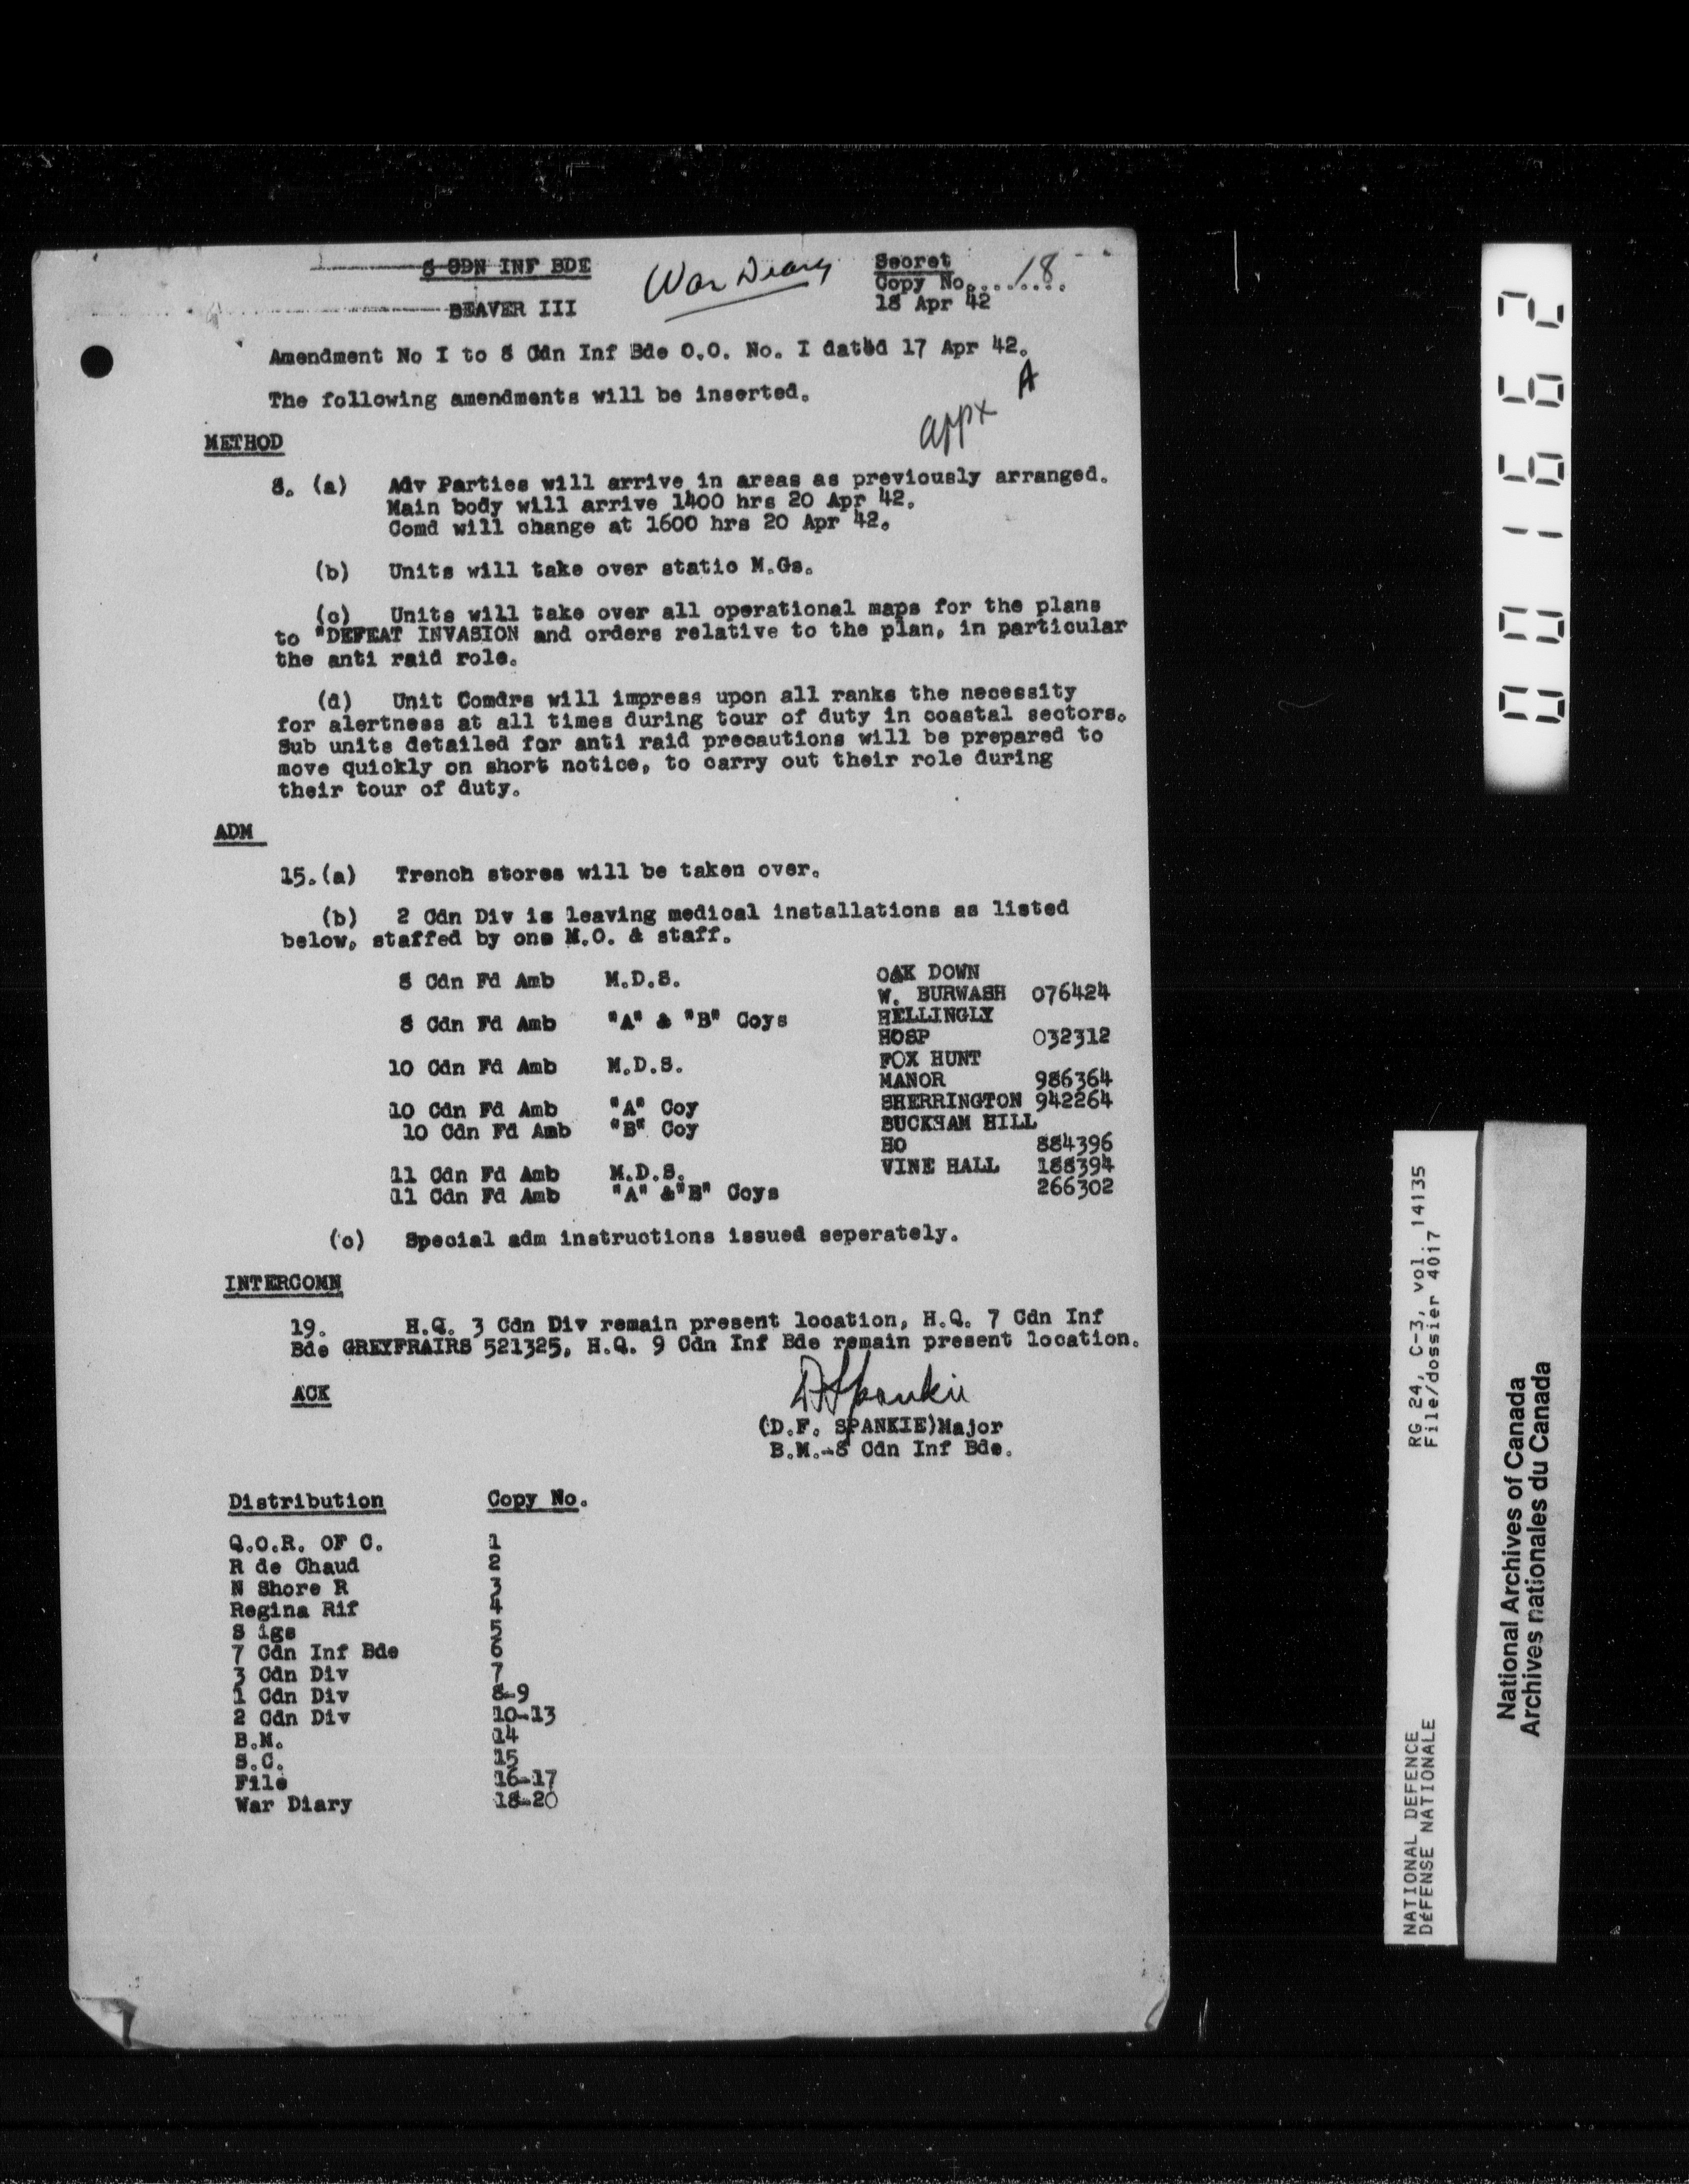 8 CDN INF BDE
War Diary
Secret
Copy No......... 18
18 Apr 42
BEAVER III
Amendment No I to 8 Cdn Inf Bde O.O. No. I dated 17 Apr 42.
The following amendments will be inserted.
Appx A
METHOD
8. (a) Adv Parties will arrive in areas as previously arranged.
Main body will arrive 1400 hrs 20 Apr 42.
Comd will change at 1600 hrs 20 Apr 42.
(b) Units will take over static M.Gs.
(c) Units will take over all operational maps for the plans
to "DEFEAT INVASION and orders relative to the plan, in particular
the anti raid role.
(d) Unit Comdrs will impress upon all ranks the necessity
for alertness at all times during tour of duty in coastal sectors.
Sub units detailed for anti raid precautions will be prepared to
move quickly on short notice, to carry out their role during
their tour of duty.
ADM
15.(a) Trench stores will be taken over.
(b) 2 Cdn Div is leaving medical installations as listed
below, staffed by one M.O. & staff.
8 Cdn Fd Amb M.D.S. OAK DOWN
W. BURWASH 076424
8 Cdn Fd Amb "A" & "B" Coys HELLINGLY
HOSP 032312
10 Cdn Fd Amb M.D.S. FOX HUNT
MANOR 986364
10 Cdn Fd Amb "A" Coy SHERRINGTON 942264
10 Cdn Fd Amb "B" Coy BUCKHAM HILL
HO 884396
11 Cdn Fd Amb M.D.S. VINE HALL 188394
11 Cdn Fd Amb "A" &"B" Coys 266302
(c) Special adm instructions issued seperately.
INTERCOMN
19. H.Q. 3 Cdn Div remain present location, H.Q. 7 Cdn Inf
Bde GREYFRAIRS 521325, H.Q. 9 Cdn Inf Bde remain present location.
ACK
DFSpankie
(D.F. SPANKIE)Major
B.M.-8 Cdn Inf Bde.
Distribution Copy No.
Q.O.R. OF C. 1
R de Chaud 2
N Shore R 3
Regina Rif 4
S igs 5
7 Cdn Inf Bde 6
3 Cdn Div 7
1 Cdn Div 8-9
2 Cdn Div 10-13
B.M. 14
S.C. 15
File 16-17
War Diary 18-20
001662
NATIONAL DEFENCE RG 24, C-3, vol. 14135
DÉFENSE NATIONALE File/dossier 4017
National Archives of Canada
Archives nationales du Canada